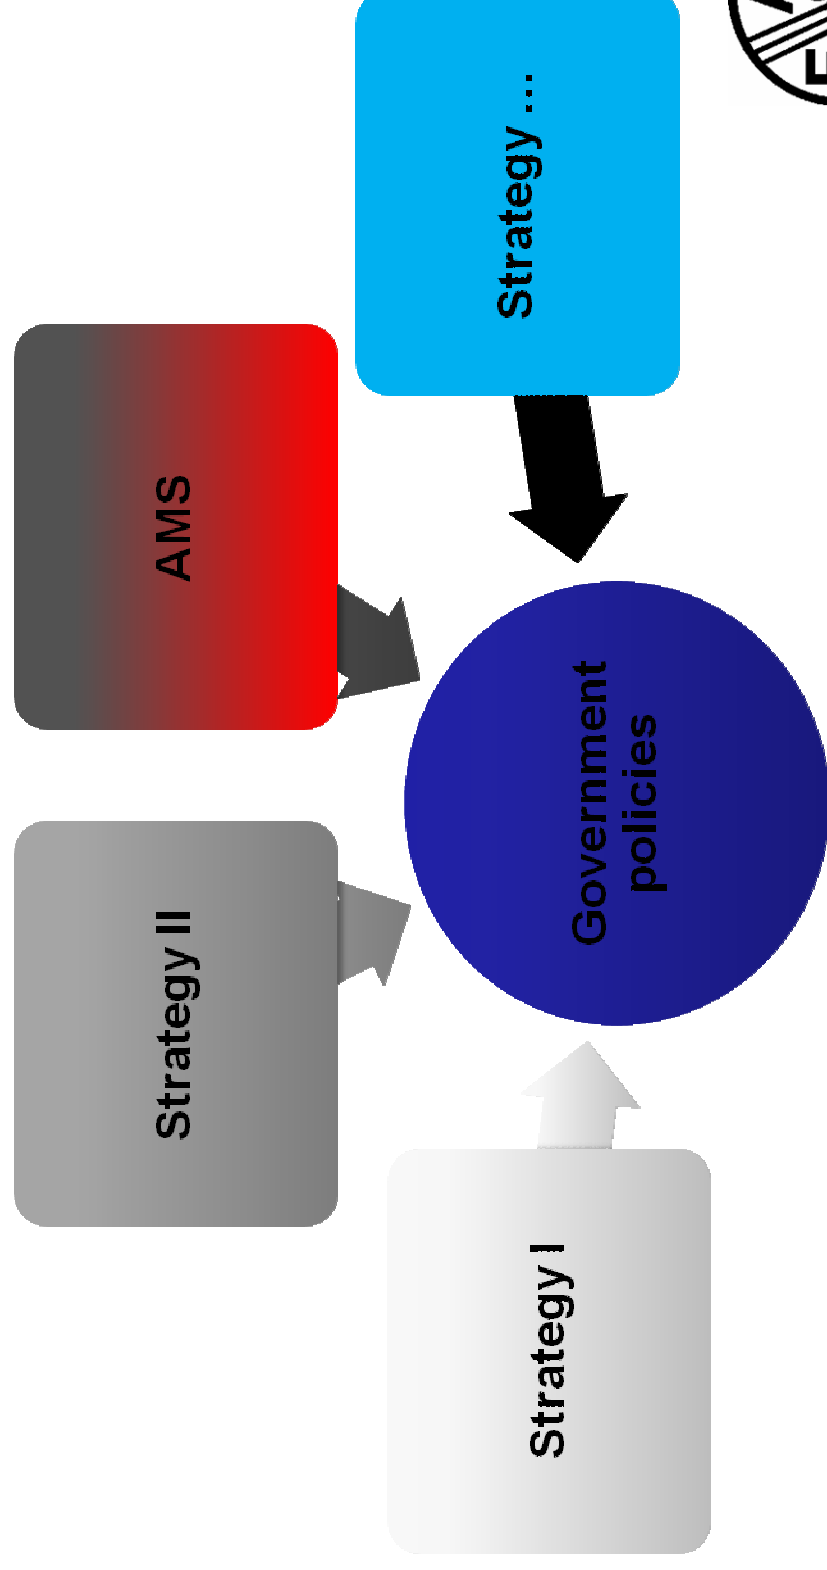 Strategy I
Strategy II
AMS
Strategy ...
Government
policies